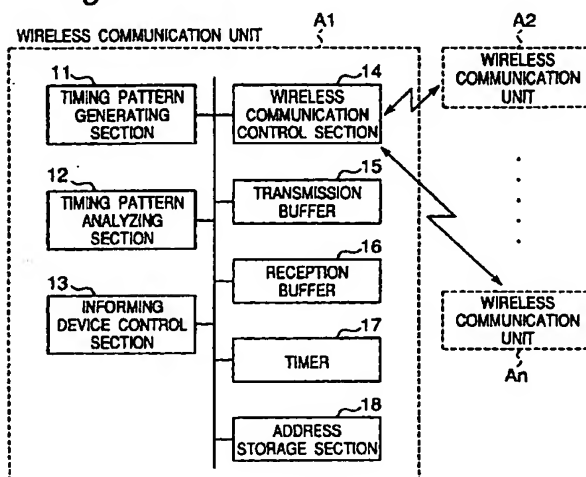 WIRELESS COMMUNICATION UNIT
A1
A2
11
TIMING PATTERN
GENERATING
SECTION
14
WIRELESS
COMMUNICATION
CONTROL SECTION
WIRELESS
COMMUNICATION
UNIT
12
TIMING PATTERN
ANALYZING
SECTION
15
TRANSMISSION
BUFFER
16
RECEPTION
BUFFER
13
INFORMING
DEVICE CONTROL
SECTION
17
TIMER
WIRELESS
COMMUNICATION
UNIT
An
18
ADDRESS
STORAGE SECTION